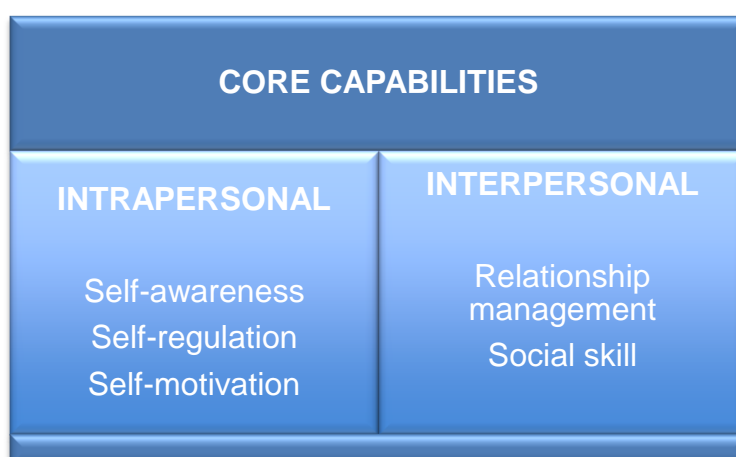 CORE CAPABILITIES
INTRAPERSONAL
Self-awareness
Self-regulation
Self-motivation
INTERPERSONAL
Relationship
management
Social skill